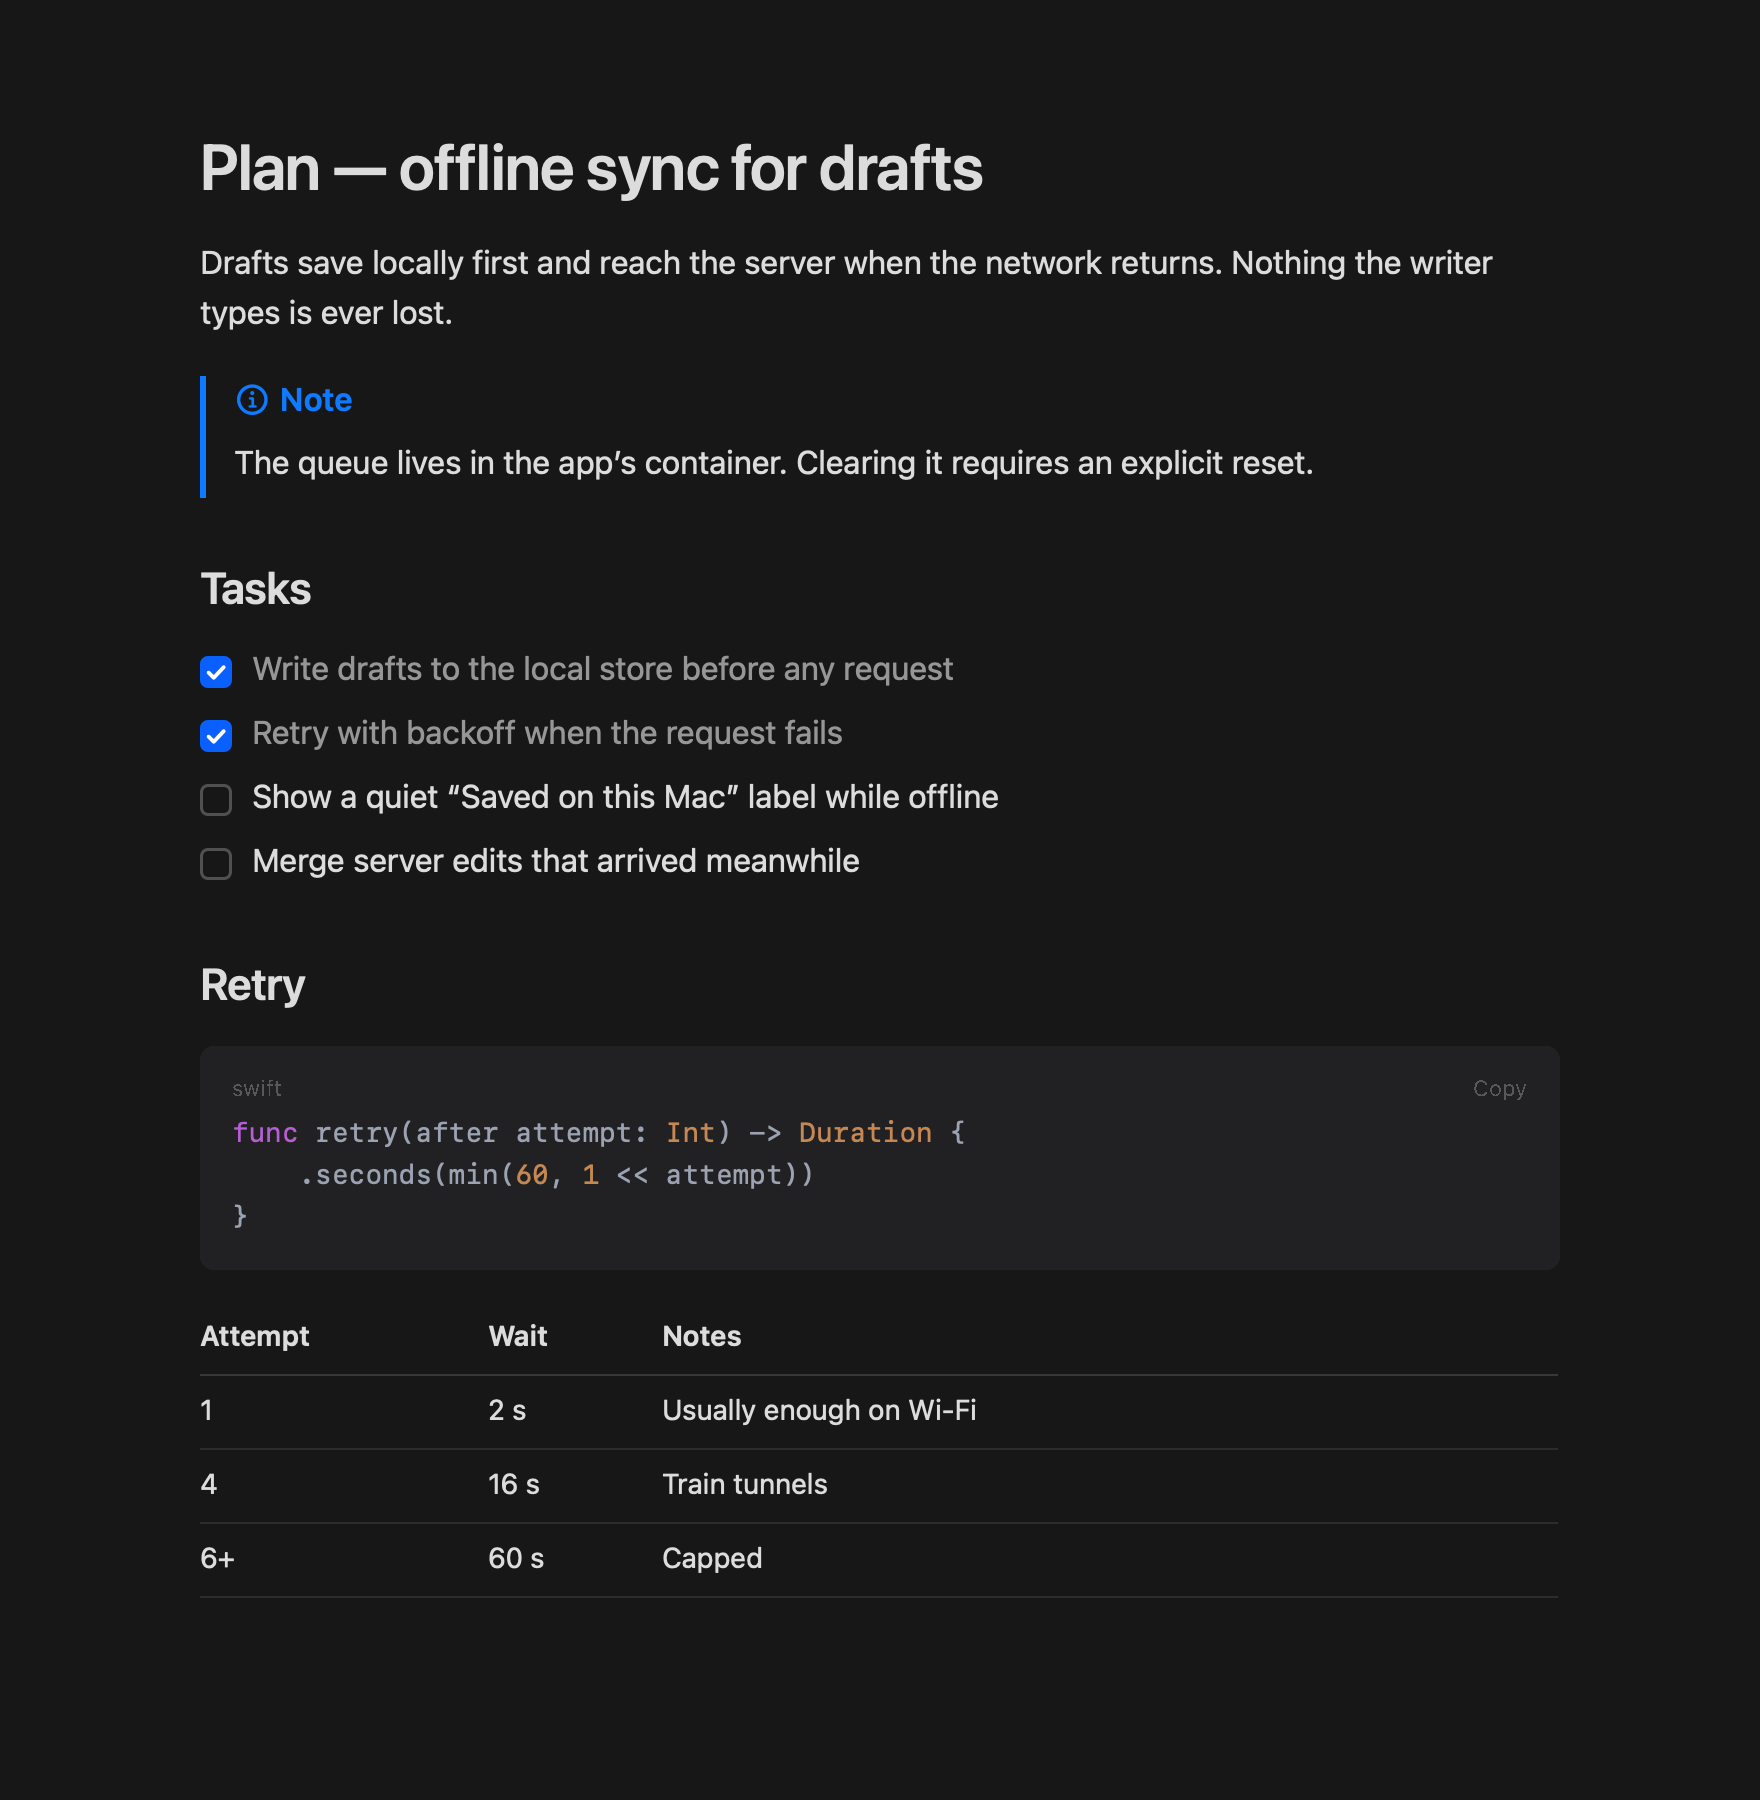 Plan — offline sync for drafts
Drafts save locally first and reach the server when the network returns. Nothing the writer
types is ever lost.
Note
The queue lives in the app’s container. Clearing it requires an explicit reset.
Tasks
Write drafts to the local store before any request
Retry with backoff when the request fails
Show a quiet “Saved on this Mac” label while offline
Merge server edits that arrived meanwhile
Retry
swift Copy
func retry(after attempt: Int) -> Duration {
    .seconds(min(60, 1 << attempt))
}
Attempt Wait Notes
1 2 s Usually enough on Wi-Fi
4 16 s Train tunnels
6+ 60 s Capped